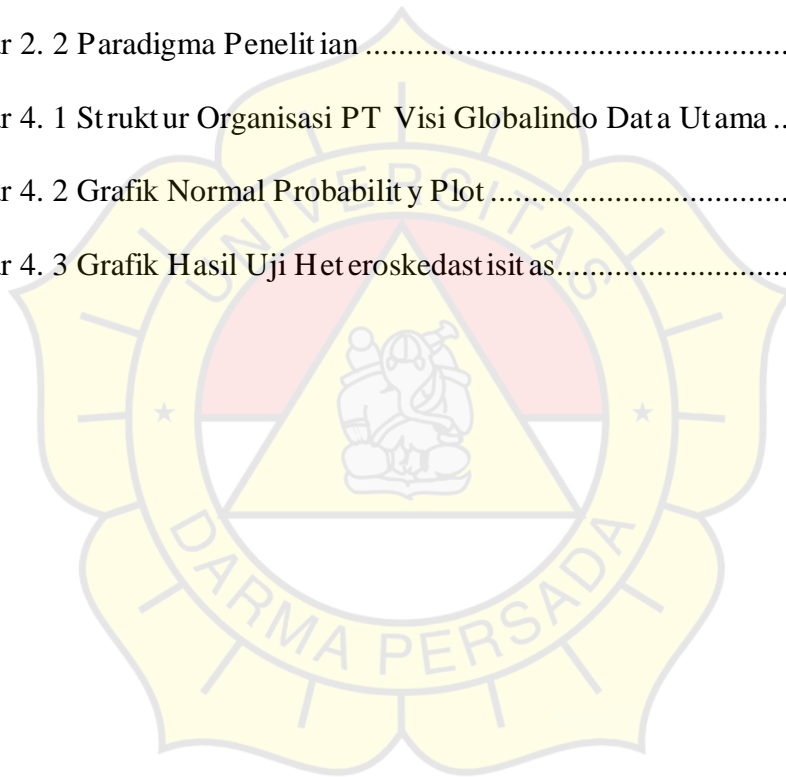 r 2. 2 Paradigma Penelitian ........................................................
r 4. 1 Struktur Organisasi PT Visi Globalindo Data Utama ..
r 4. 2 Grafik Normal Probability Plot .......................................
r 4. 3 Grafik Hasil Uji Heteroskedastisitas..............................
UNIVERSITAS
DARMA PERSADA